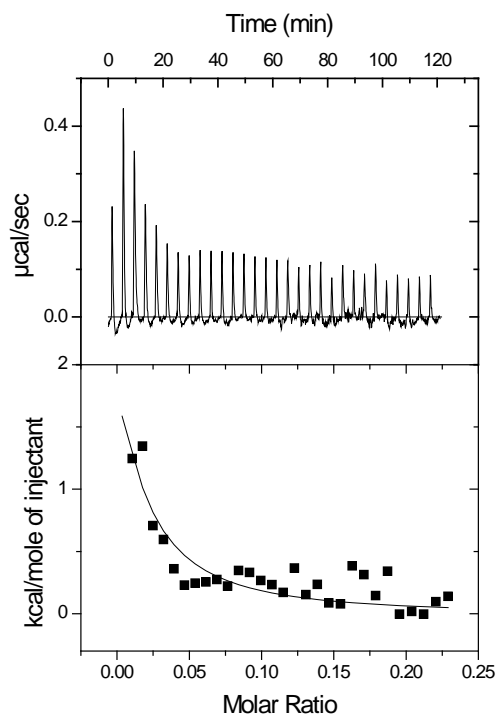 Time (min)
0 20 40 60 80 100 120
0.4
0.2
0.0
µcal/sec
2
1
0
kcal/mole of injectant
0.00 0.05 0.10 0.15 0.20 0.25
Molar Ratio